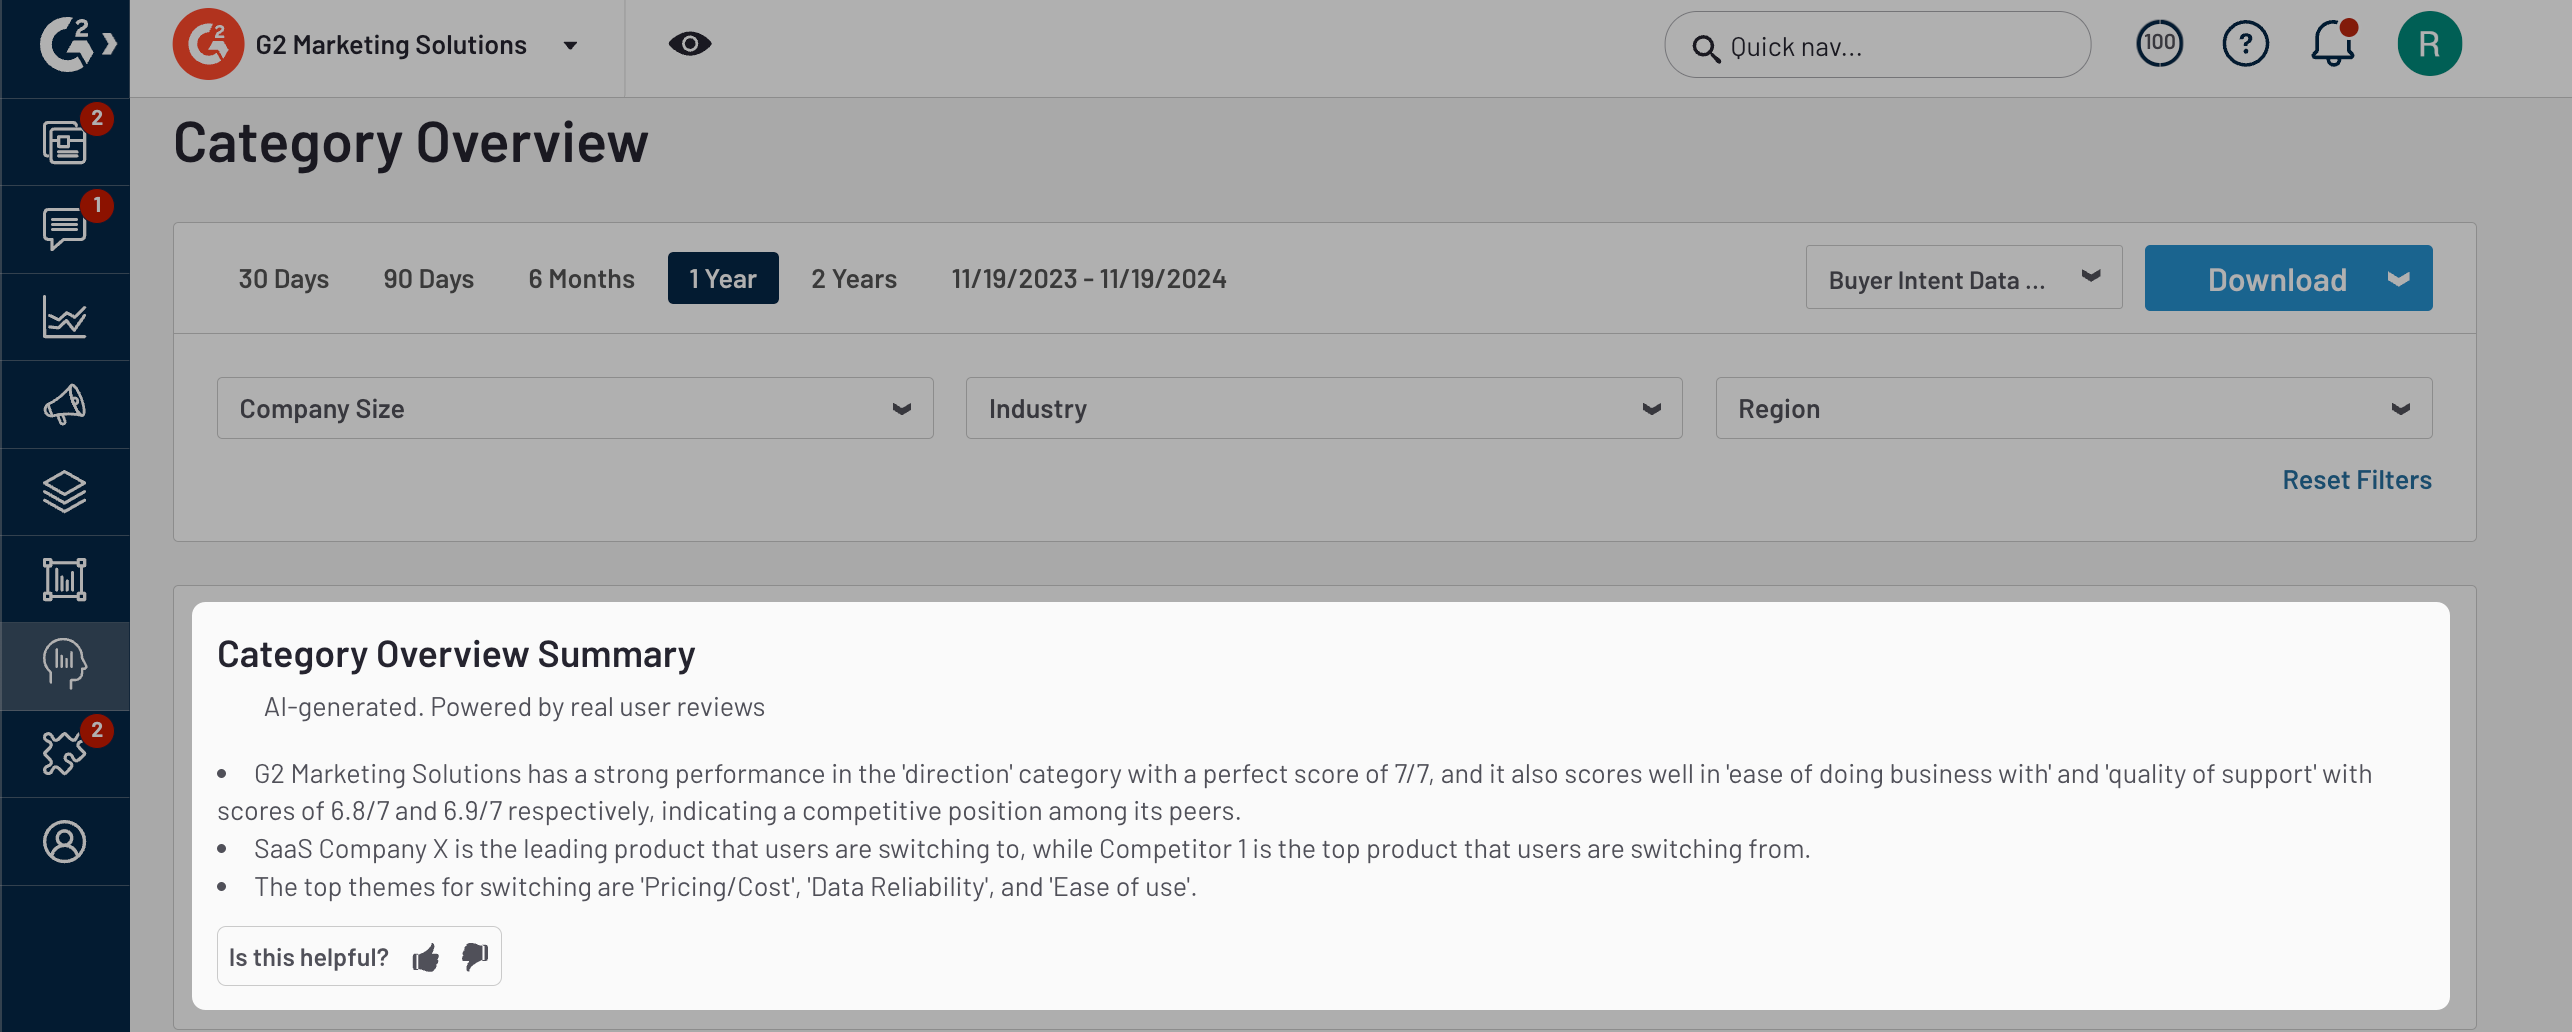 G2
G2
G2 Marketing Solutions
Quick nav...
100
?
R
2
1
2
Category Overview
30 Days
90 Days
6 Months
1 Year
2 Years
11/19/2023 - 11/19/2024
Buyer Intent Data ...
Download
Company Size
Industry
Region
Reset Filters
Category Overview Summary
AI-generated. Powered by real user reviews
• G2 Marketing Solutions has a strong performance in the 'direction' category with a perfect score of 7/7, and it also scores well in 'ease of doing business with' and 'quality of support' with
scores of 6.8/7 and 6.9/7 respectively, indicating a competitive position among its peers.
• SaaS Company X is the leading product that users are switching to, while Competitor 1 is the top product that users are switching from.
• The top themes for switching are 'Pricing/Cost', 'Data Reliability', and 'Ease of use'.
Is this helpful?